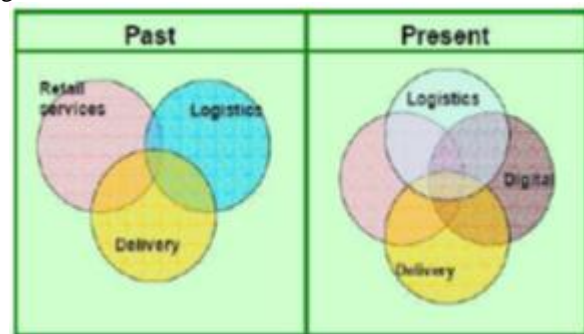 Past
Present
Retail
services
Logistics
Delivery
Logistics
Digital
Delivery